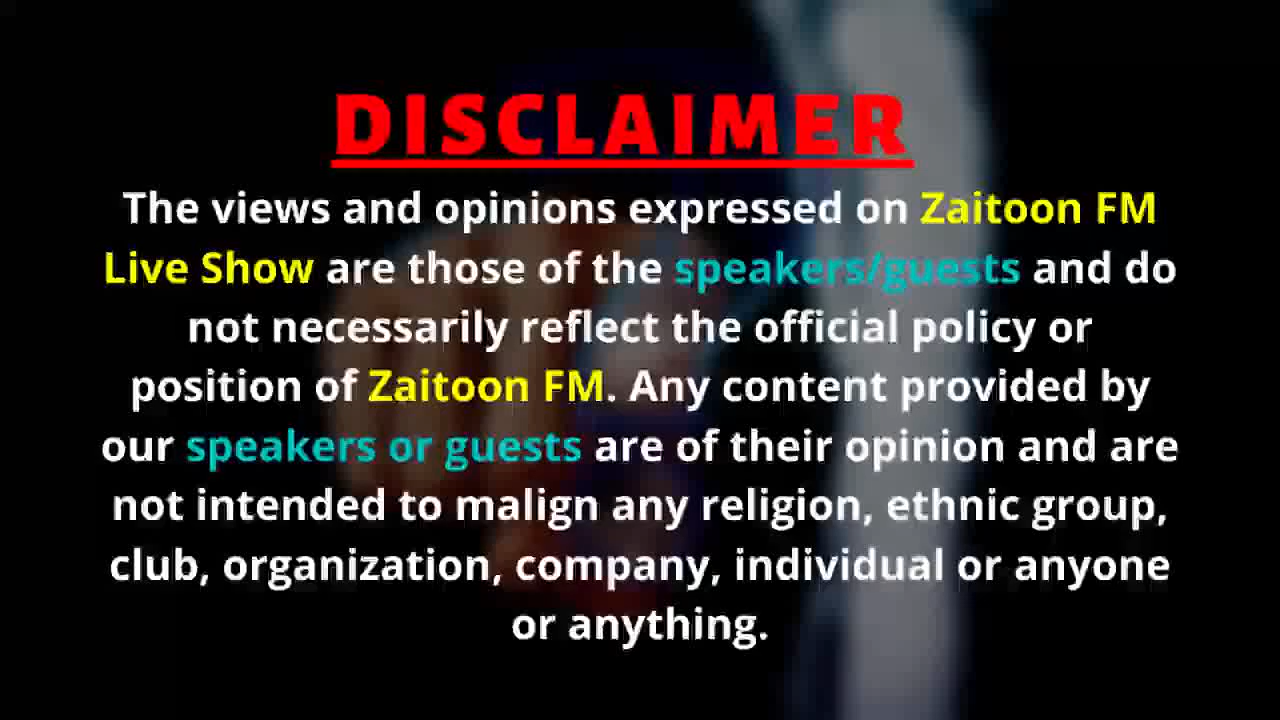 DISCLAIMER
The views and opinions expressed on Zaitoon FM
Live Show are those of the speakers/guests and do
not necessarily reflect the official policy or
position of Zaitoon FM. Any content provided by
our speakers or guests are of their opinion and are
not intended to malign any religion, ethnic group,
club, organization, company, individual or anyone
or anything.